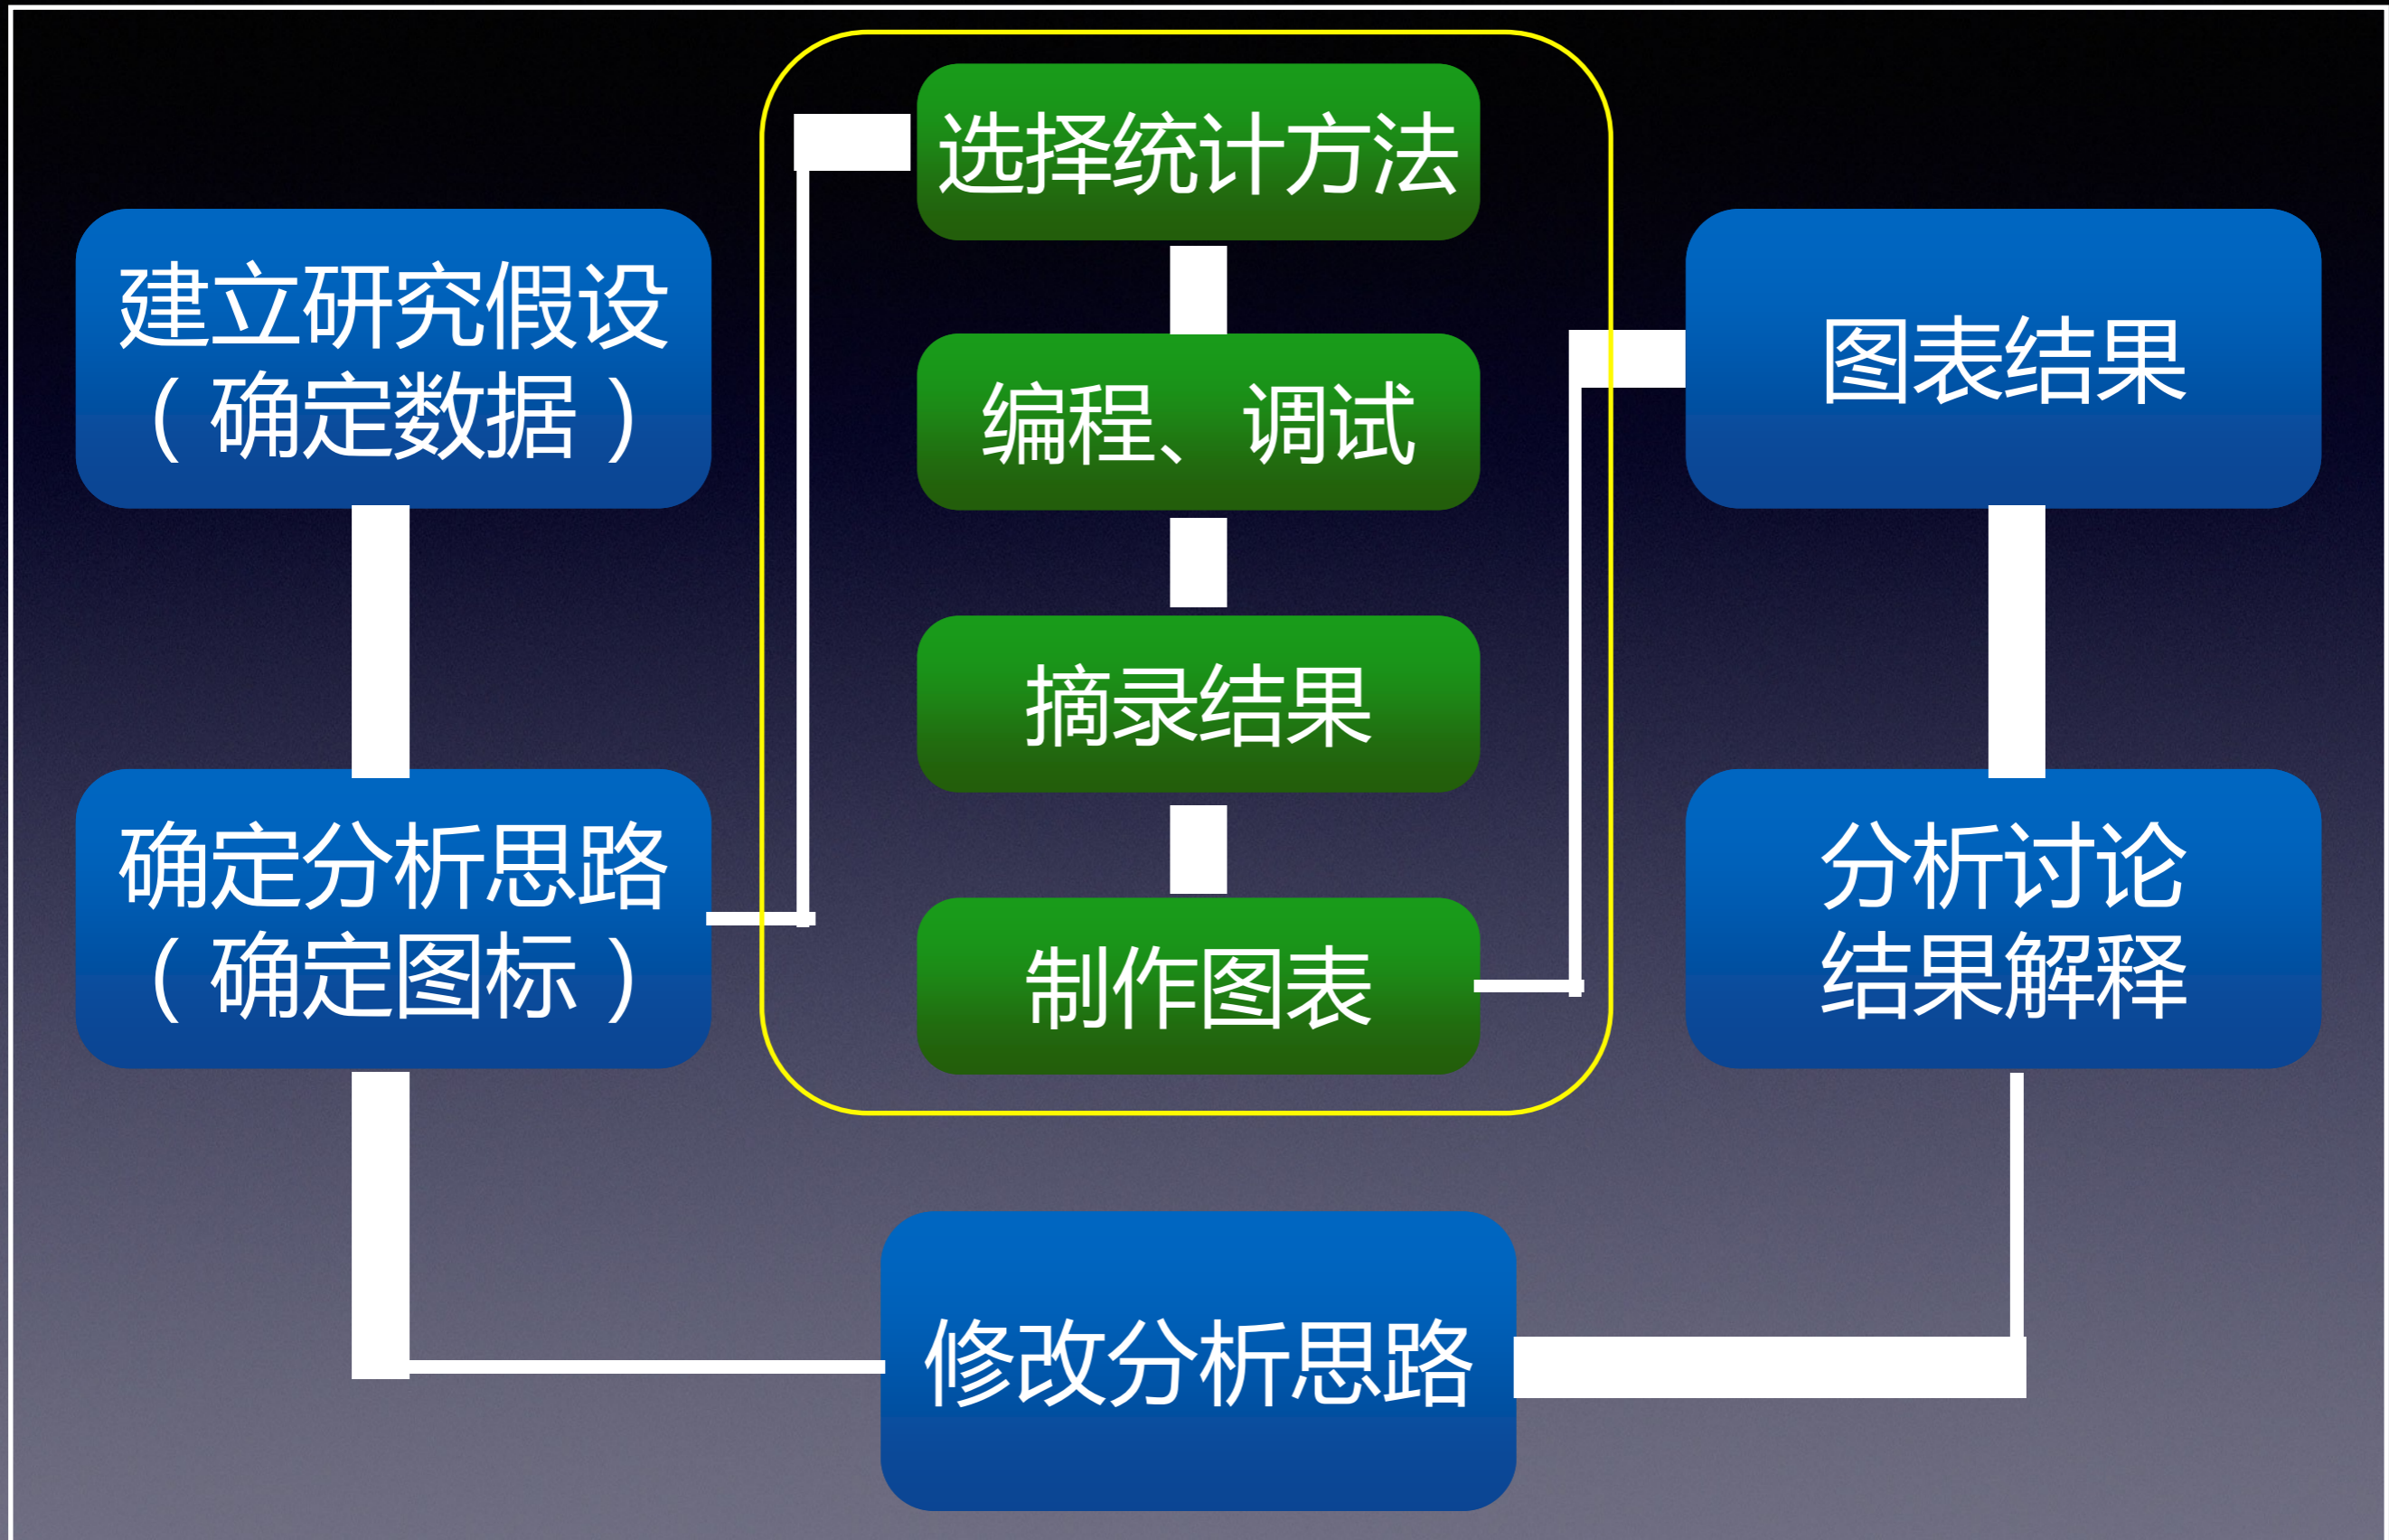 建立研究假设
（确定数据）
确定分析思路
（确定图标）
选择统计方法
编程、调试
摘录结果
制作图表
图表结果
分析讨论
结果解释
修改分析思路